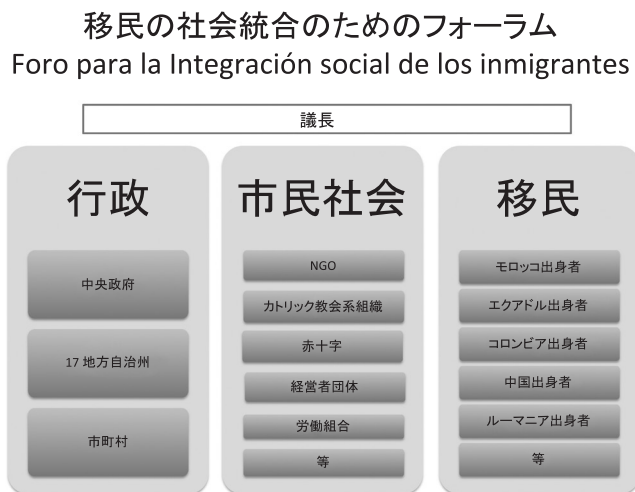 移民の社会統合のためのフォーラム
Foro para la Integración social de los inmigrantes
議長
行政
中央政府
17 地方自治州
市町村
市民社会
NGO
カトリック教会系組織
赤十字
経営者団体
労働組合
等
移民
モロッコ出身者
エクアドル出身者
コロンビア出身者
中国出身者
ルーマニア出身者
等